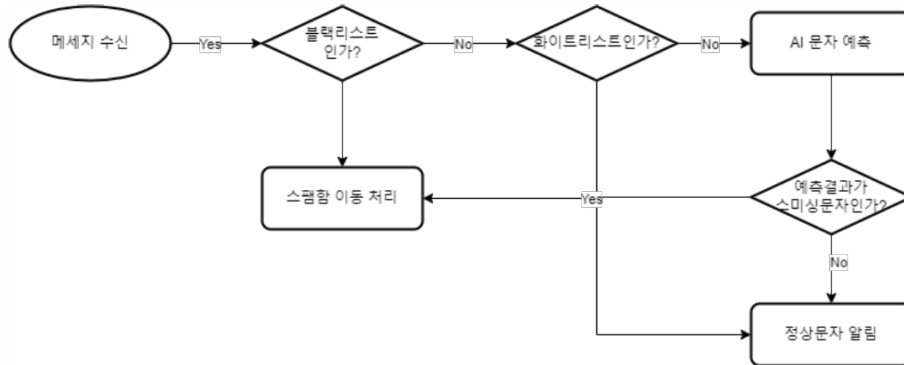 메세지 수신
Yes
블랙리스트
인가?
No
화이트리스트인가?
No
AI 문자 예측
스팸함 이동 처리
Yes
예측결과가
스미싱문자인가?
No
정상문자 알림